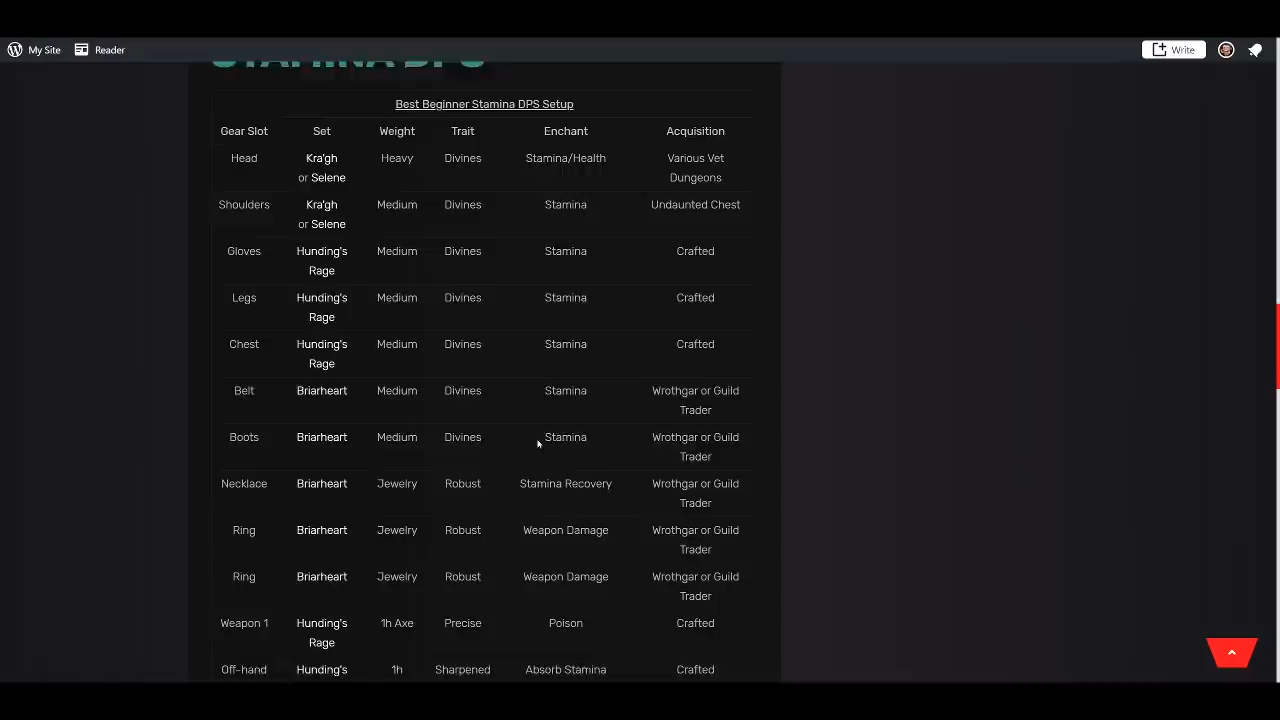 My Site Reader Write
STAMINA DPS
Best Beginner Stamina DPS Setup
Gear Slot Set Weight Trait Enchant Acquisition
Head Kra'gh Heavy Divines Stamina/Health Various Vet
or Selene Dungeons
Shoulders Kra'gh Medium Divines Stamina Undaunted Chest
or Selene
Gloves Hunding's Medium Divines Stamina Crafted
Rage
Legs Hunding's Medium Divines Stamina Crafted
Rage
Chest Hunding's Medium Divines Stamina Crafted
Rage
Belt Briarheart Medium Divines Stamina Wrothgar or Guild
Trader
Boots Briarheart Medium Divines Stamina Wrothgar or Guild
Trader
Necklace Briarheart Jewelry Robust Stamina Recovery Wrothgar or Guild
Trader
Ring Briarheart Jewelry Robust Weapon Damage Wrothgar or Guild
Trader
Ring Briarheart Jewelry Robust Weapon Damage Wrothgar or Guild
Trader
Weapon 1 Hunding's 1h Axe Precise Poison Crafted
Rage
Off-hand Hunding's 1h Sharpened Absorb Stamina Crafted